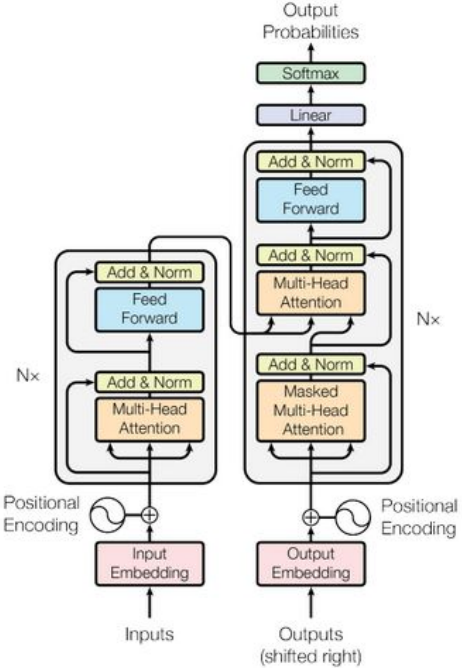 Output
Probabilities
Softmax
Linear
Add & Norm
Feed
Forward
Add & Norm
Multi-Head
Attention
Add & Norm
Masked
Multi-Head
Attention
Nx
Positional
Encoding
Output
Embedding
Outputs
(shifted right)
Add & Norm
Feed
Forward
Add & Norm
Multi-Head
Attention
Nx
Positional
Encoding
Input
Embedding
Inputs